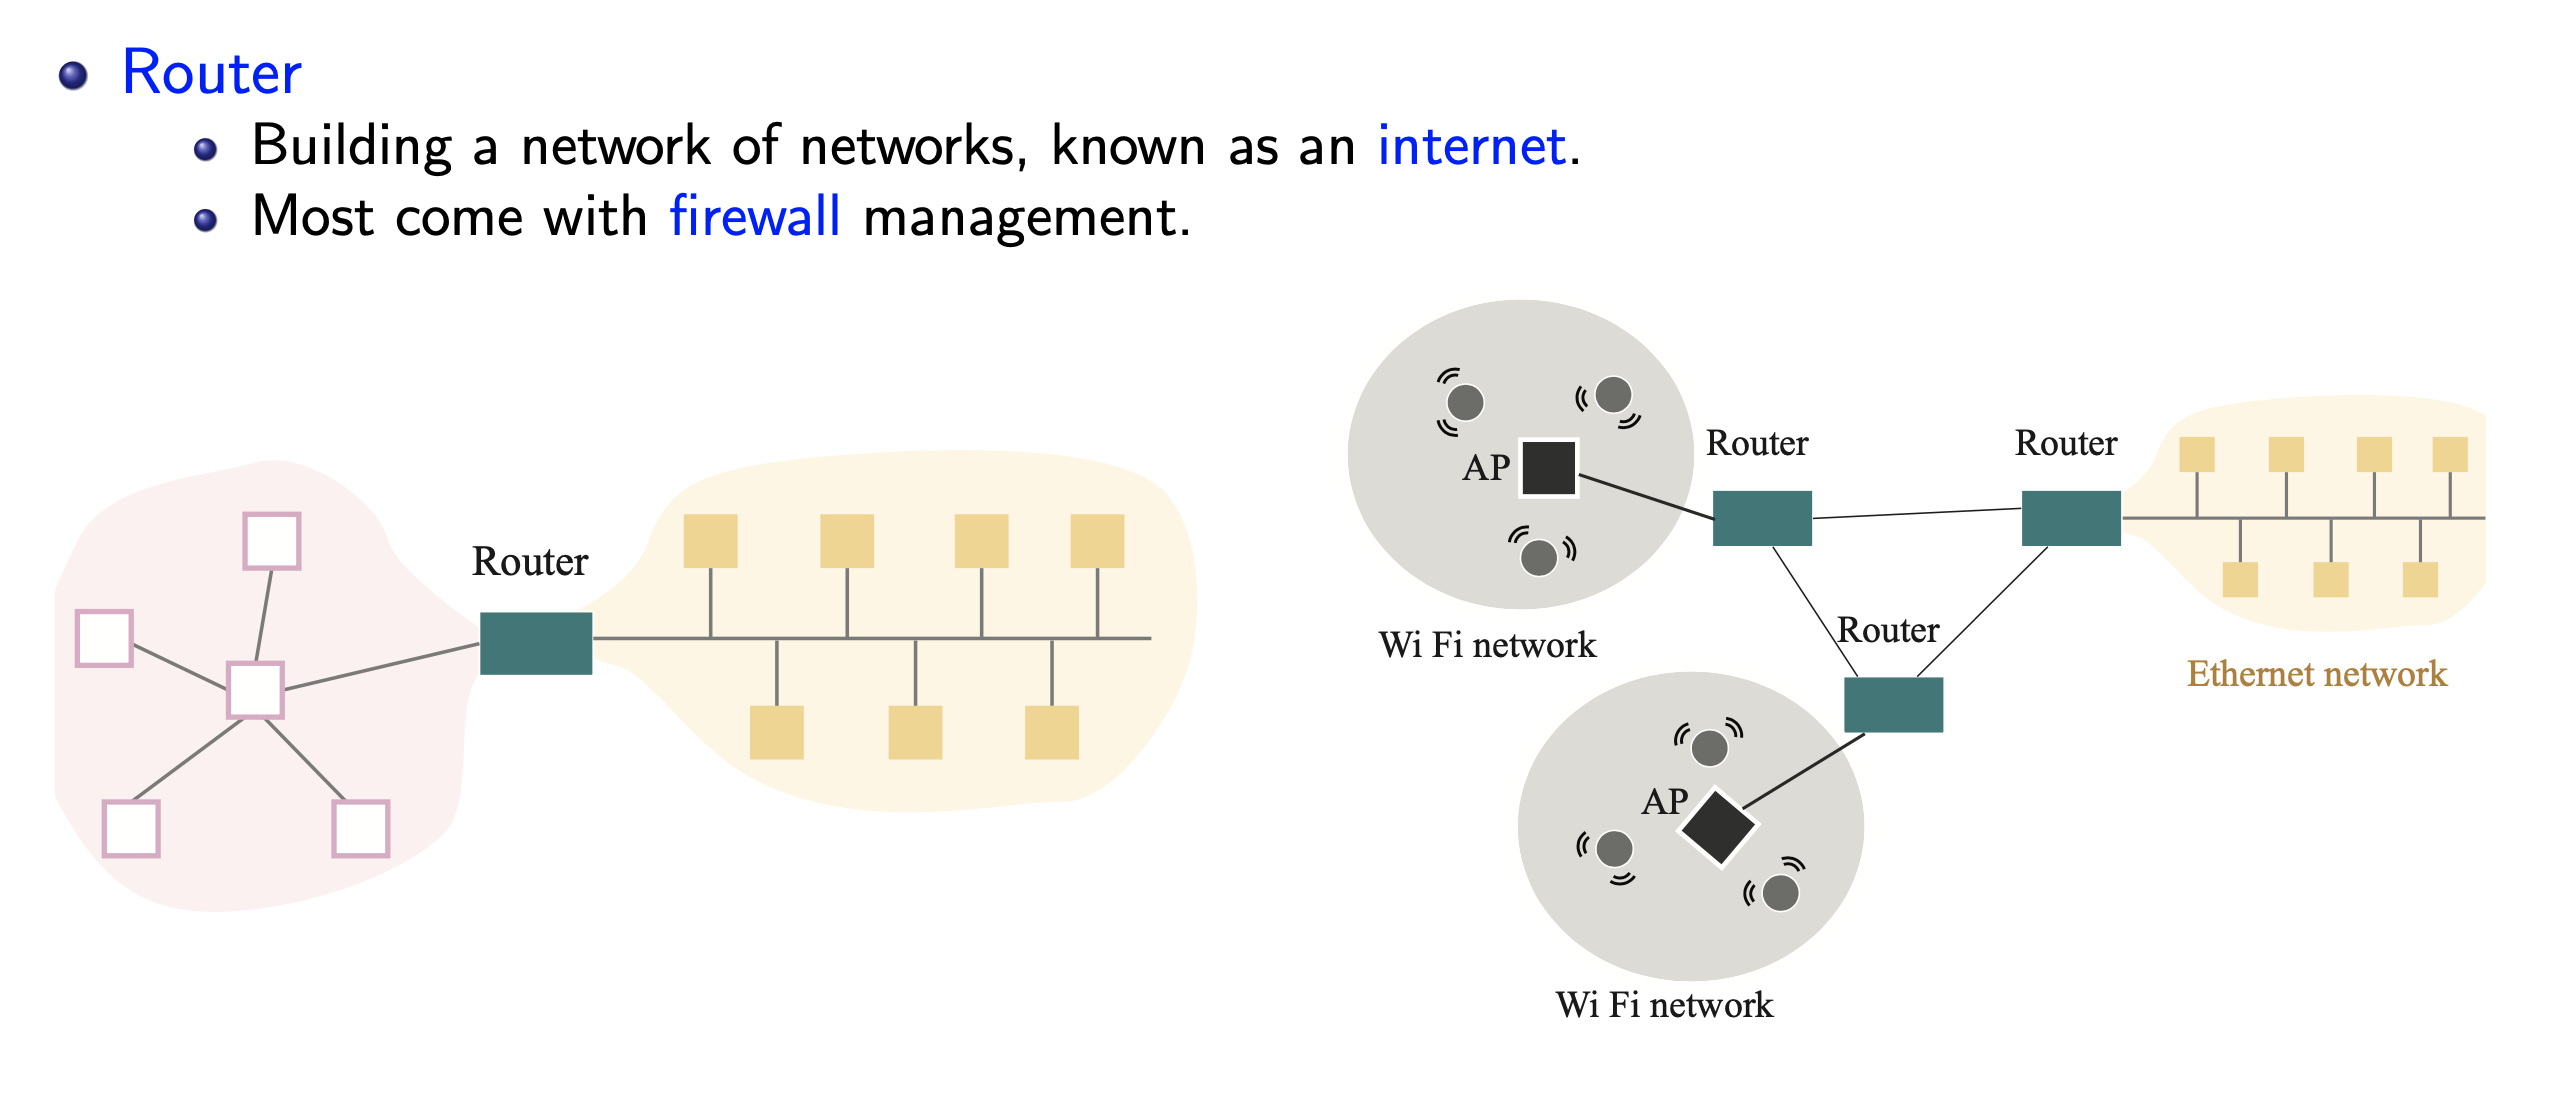 Router
Building a network of networks, known as an internet.
Most come with firewall management.
Router
AP
Router
Router
Wi Fi network
Router
Ethernet network
AP
Wi Fi network